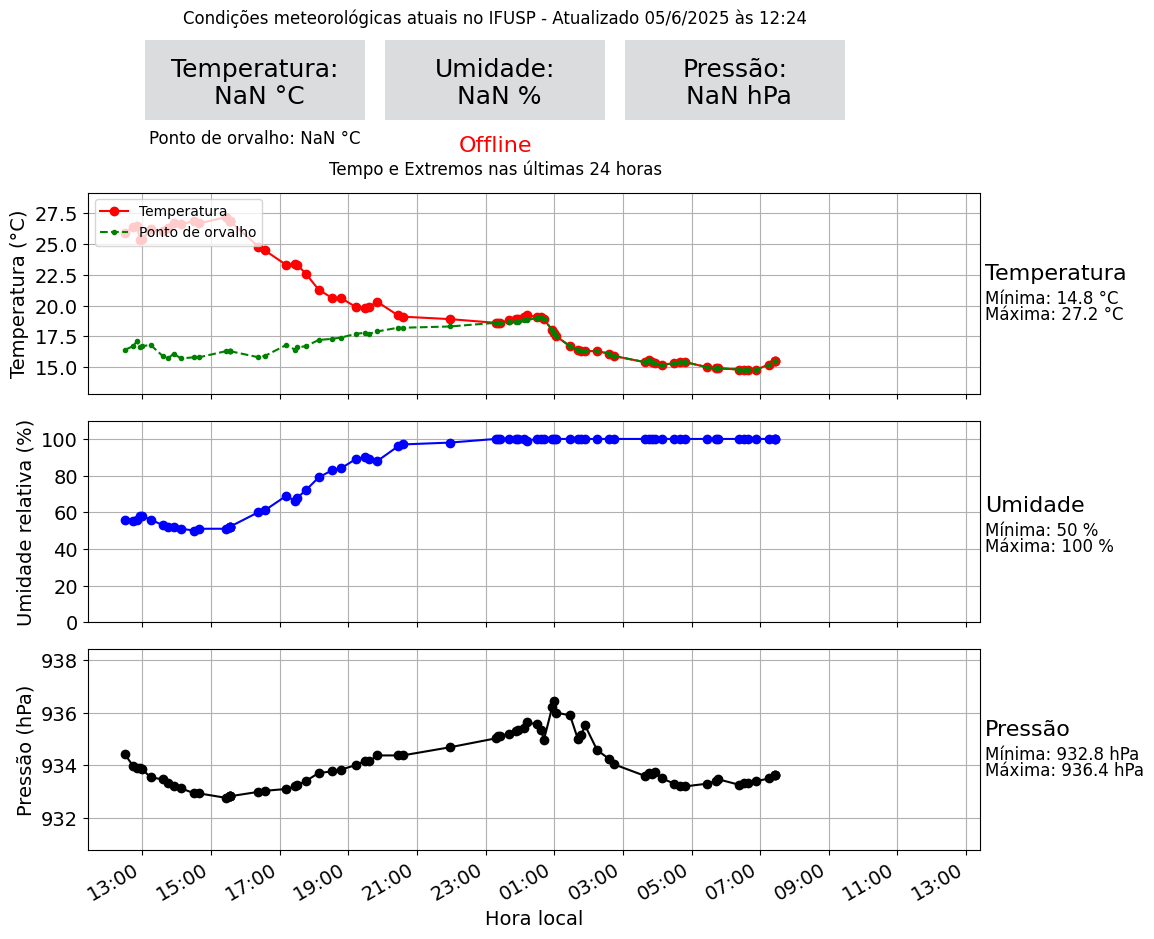 Condições meteorológicas atuais no IFUSP - Atualizado 05/6/2025 às 12:24
Temperatura:
NaN °C
Umidade:
NaN %
Pressão:
NaN hPa
Ponto de orvalho: NaN °C
Offline
Tempo e Extremos nas últimas 24 horas
Temperatura (°C)
27.5
25.0
22.5
20.0
17.5
15.0
Temperatura
Ponto de orvalho
Temperatura
Mínima: 14.8 °C
Máxima: 27.2 °C
Umidade relativa (%)
100
80
60
40
20
0
Umidade
Mínima: 50 %
Máxima: 100 %
Pressão (hPa)
938
936
934
932
Pressão
Mínima: 932.8 hPa
Máxima: 936.4 hPa
13:00 15:00 17:00 19:00 21:00 23:00 01:00 03:00 05:00 07:00 09:00 11:00 13:00
Hora local